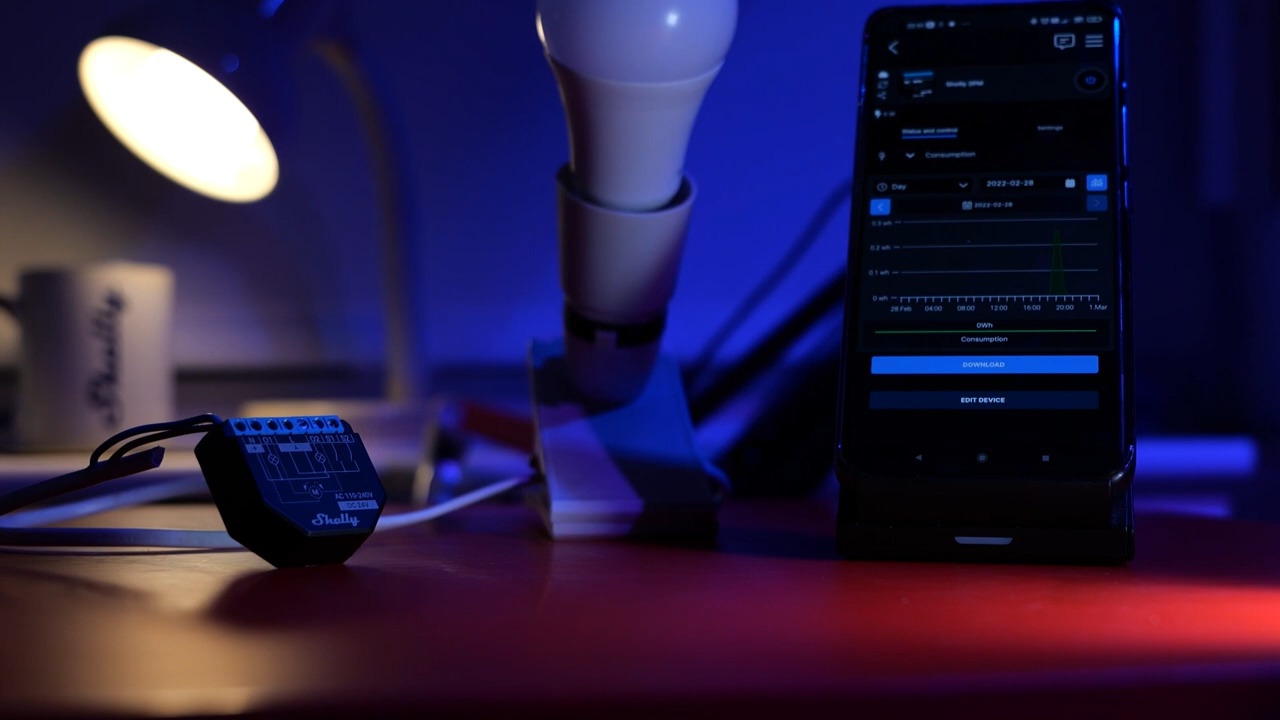 Shelly
N O1 L O2 S1 S2
+
M
AC 110-240V
DC 24V
Shelly
Shelly 2PM
Status and control
Settings
Consumption
Day
2022-02-28
2022-02-28
0.3 wh
0.2 wh
0.1 wh
0 wh
28 Feb 04:00 08:00 12:00 16:00 20:00 1.Mar
0Wh
Consumption
DOWNLOAD
EDIT DEVICE